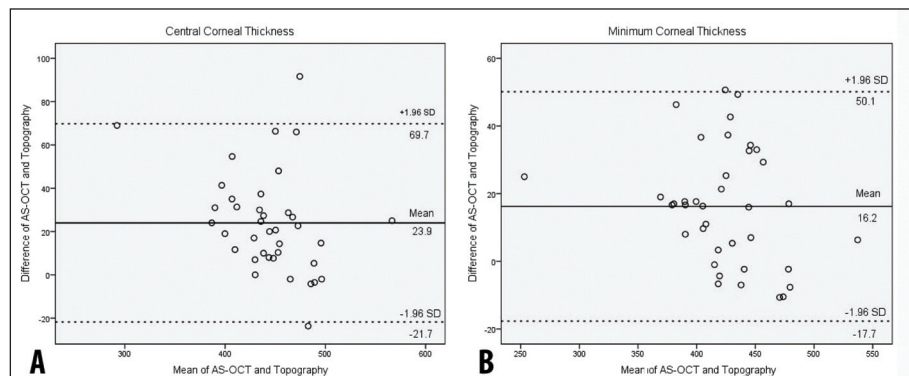 Central Corneal Thickness
Difference of AS-OCT and Topography
100
80
60
40
20
0
-20
+1.96 SD
69.7
Mean
23.9
-1.96 SD
-21.7
300
400
500
600
Mean of AS-OCT and Topography
A
Minimum Corneal Thickness
Difference of AS-OCT and Topography
60
40
20
0
-20
+1.96 SD
50.1
Mean
16.2
-1.96 SD
-17.7
250
300
350
400
450
500
550
Mean of AS-OCT and Topography
B